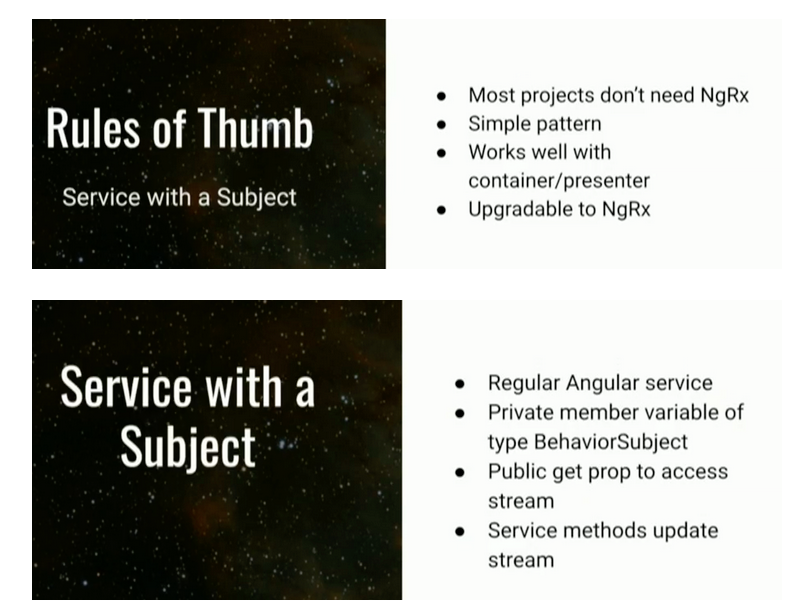 Rules of Thumb
Service with a Subject
● Most projects don't need NgRx
● Simple pattern
● Works well with
container/presenter
● Upgradable to NgRx
Service with a
Subject
● Regular Angular service
● Private member variable of
type BehaviorSubject
● Public get prop to access
stream
● Service methods update
stream